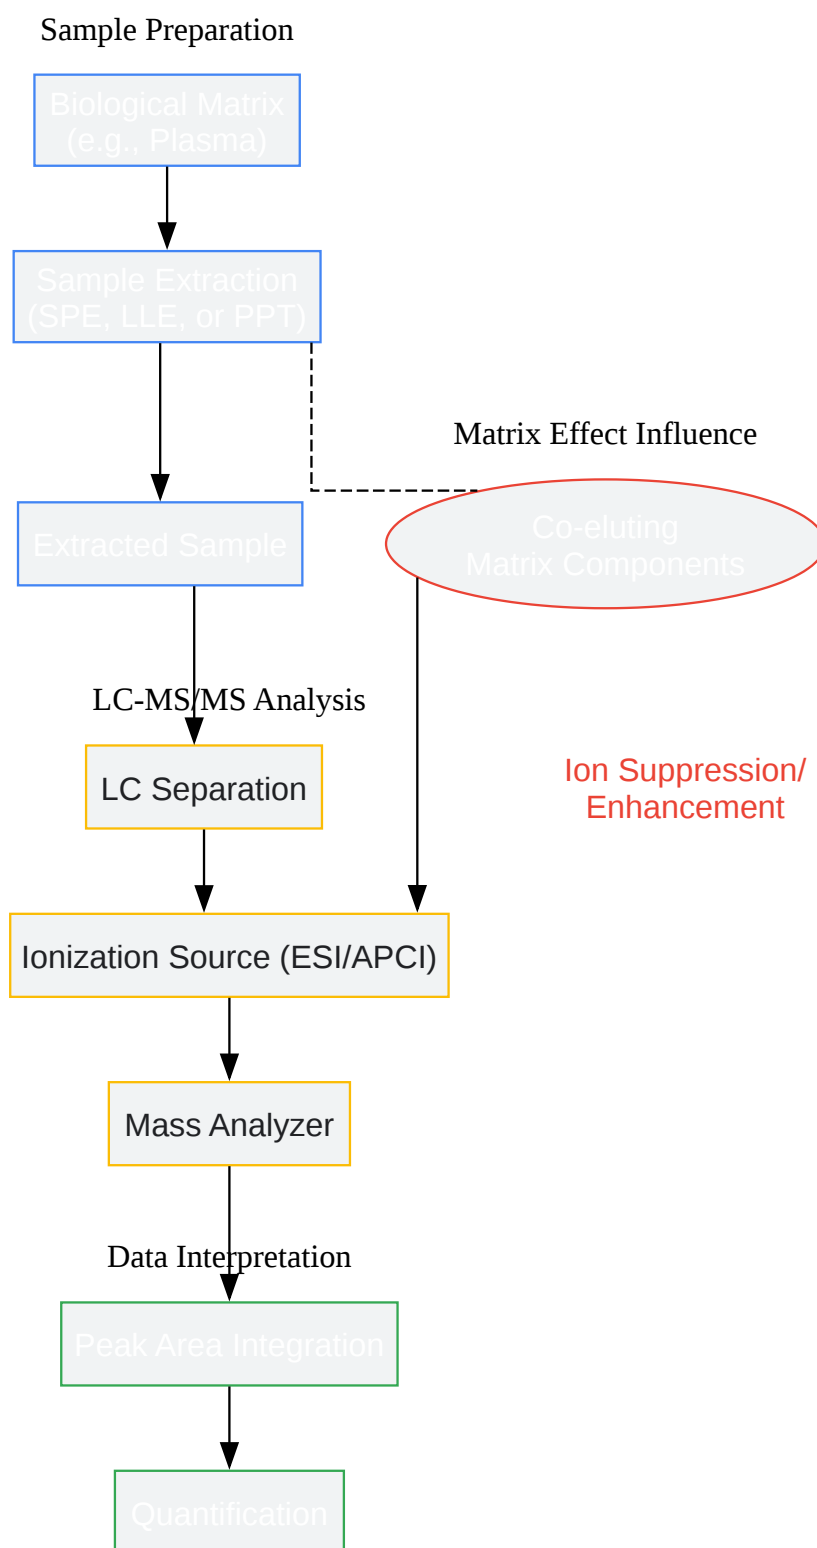 Sample Preparation
Biological Matrix
(e.g., Plasma)
Sample Extraction
(SPE, LLE, or PPT)
Matrix Effect Influence
Co-eluting
Matrix Components
Extracted Sample
LC-MS/MS Analysis
LC Separation
Ion Suppression/
Enhancement
Ionization Source (ESI/APCI)
Mass Analyzer
Data Interpretation
Peak Area Integration
Quantification